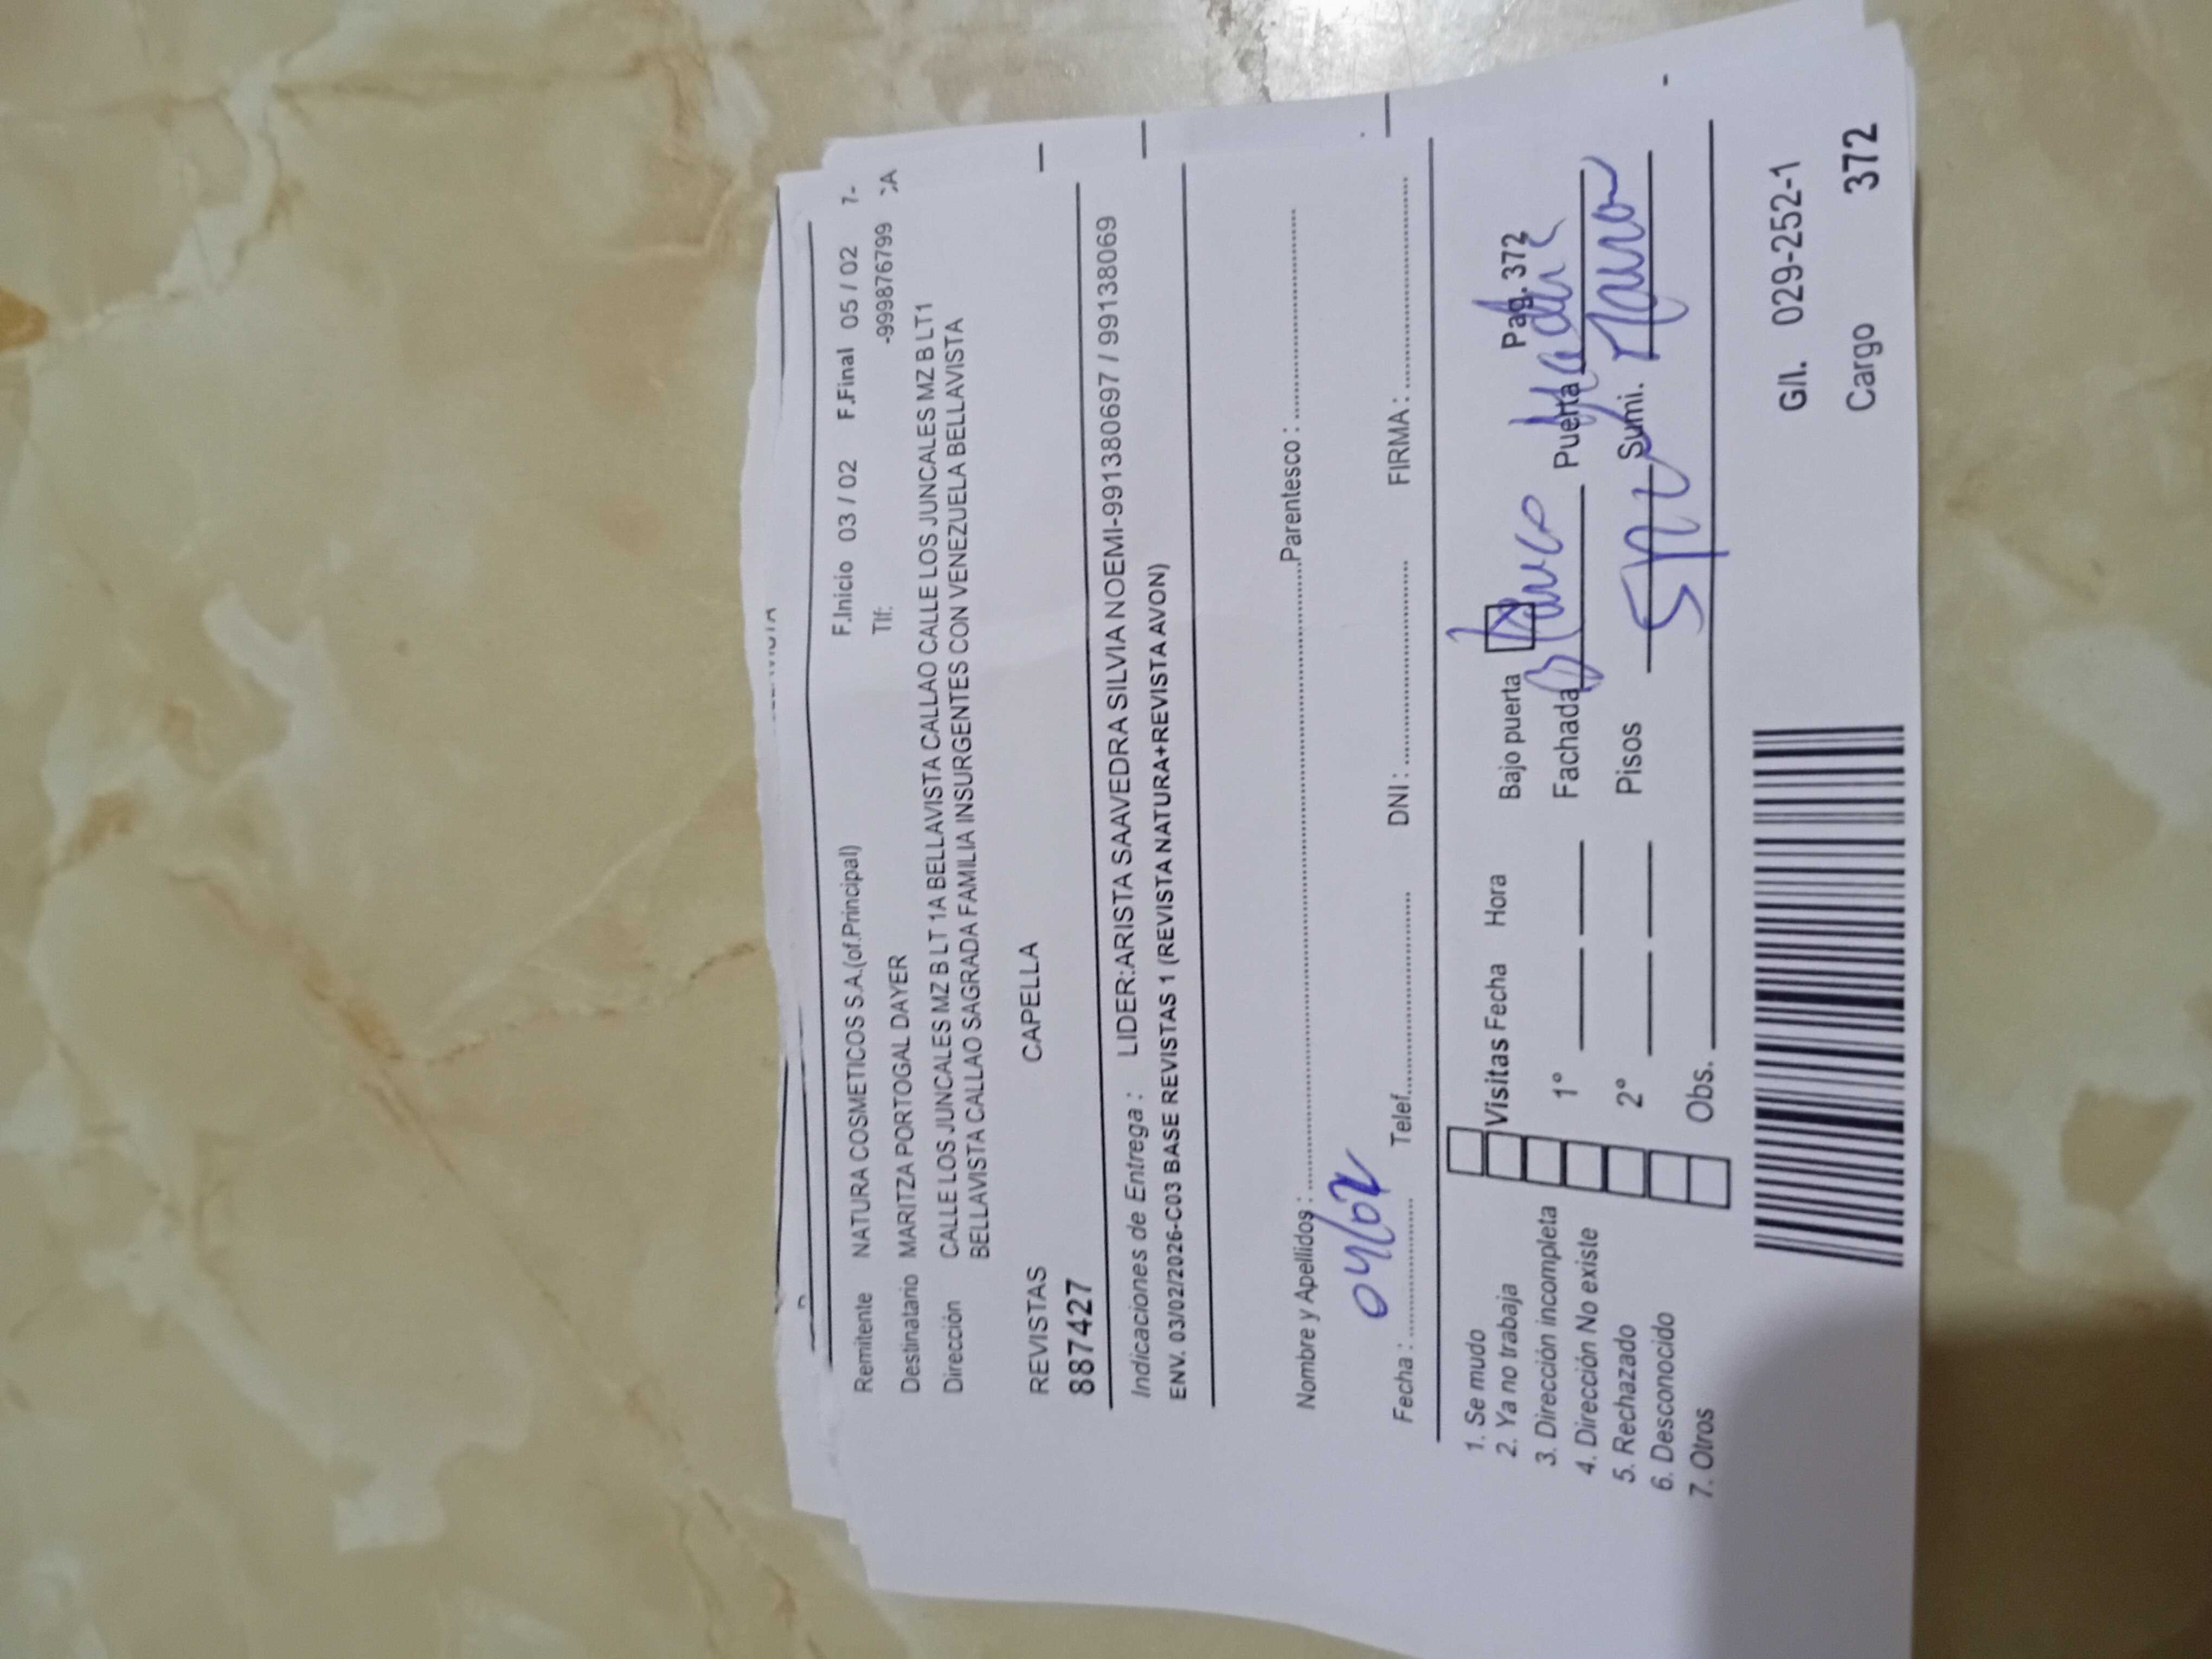 F.Inicio 03 / 02 F.Final 05 / 02 7-
Remitente NATURA COSMETICOS S.A.(of.Principal) Tlf: -999876799
Destinatario MARITZA PORTOGAL DAYER
Dirección CALLE LOS JUNCALES MZ B LT 1A BELLAVISTA CALLAO CALLE LOS JUNCALES MZ B LT1
BELLAVISTA CALLAO SAGRADA FAMILIA INSURGENTES CON VENEZUELA BELLAVISTA
REVISTAS CAPELLA
887427
Indicaciones de Entrega : LIDER:ARISTA SAAVEDRA SILVIA NOEMI-991380697 / 99138069
ENV. 03/02/2026-C03 BASE REVISTAS 1 (REVISTA NATURA+REVISTA AVON)
Nombre y Apellidos : Parentesco :
04/02
Fecha : Telef. DNI : FIRMA :
1. Se mudo
2. Ya no trabaja
3. Dirección incompleta
4. Dirección No existe
5. Rechazado
6. Desconocido
7. Otros
Visitas Fecha Hora Bajo puerta Pag. 372
1° Fachada Blanco Puerta Madera
2° Pisos Sumi.
Obs.
G/I. 029-252-1
Cargo 372